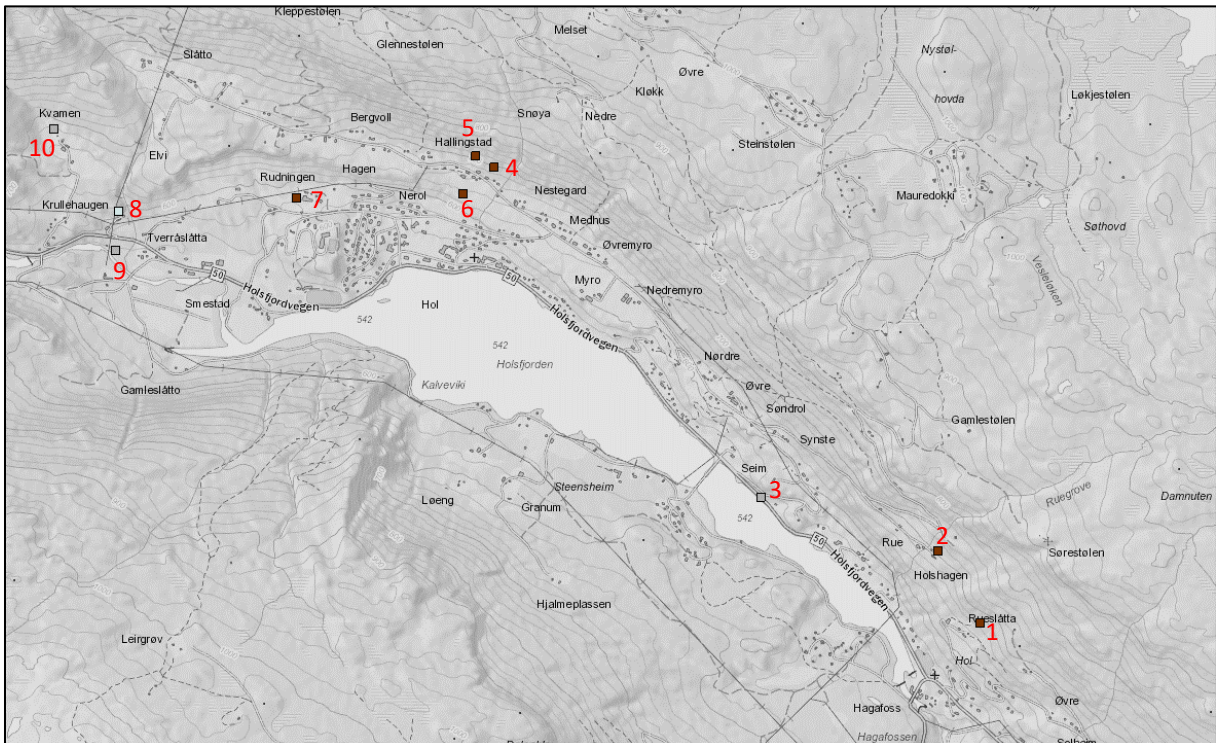 Kleppestølen
Melset
Glennestølen
Slåtto
Øvre
Nystøl-
hovda
Kløkk
Løkjestølen
Kvamen
Bergvoll
Snøya
Nedre
5
Hallingstad
Steinstølen
10
Elvi
4
Rudningen
Hagen
Nestegard
Mauredokki
Krullehaugen
8
7
Nerol
6
Medhus
Søthovd
Tverråslåtta
Øvremyro
9
50
50
Myro
Vesleløken
Smestad
Holsfjordvegen
Hol
Nedremyro
542
Holsfjordvegen
542
Holsfjorden
Nørdre
Gamleslåtto
Kalveviki
Øvre
Søndrol
Gamlestølen
Synste
Seim
Steensheim
3
Ruegrove
Damnuten
Løeng
Granum
542
50
Rue
2
Sørestølen
Holsfjordvegen
Holshagen
Hjalmeplassen
Rueslåtta
1
Leirgrøv
Hol
Øvre
Hagafoss
Hagafossen